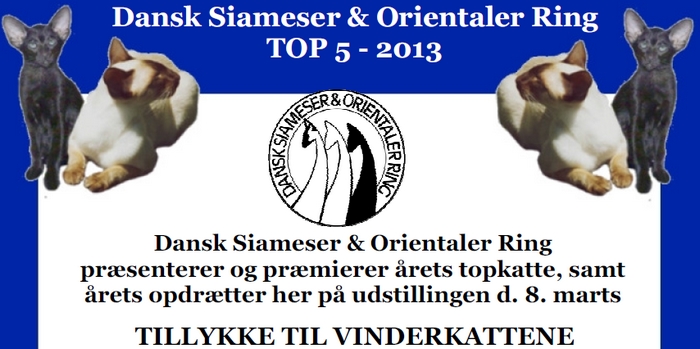 Dansk Siameser & Orientaler Ring
TOP 5 - 2013
DANSK SIAMESER & ORIENTALER RING
Dansk Siameser & Orientaler Ring
præsenterer og præmierer årets topkatte, samt
årets opdrætter her på udstillingen d. 8. marts
TILLYKKE TIL VINDERKATTENE